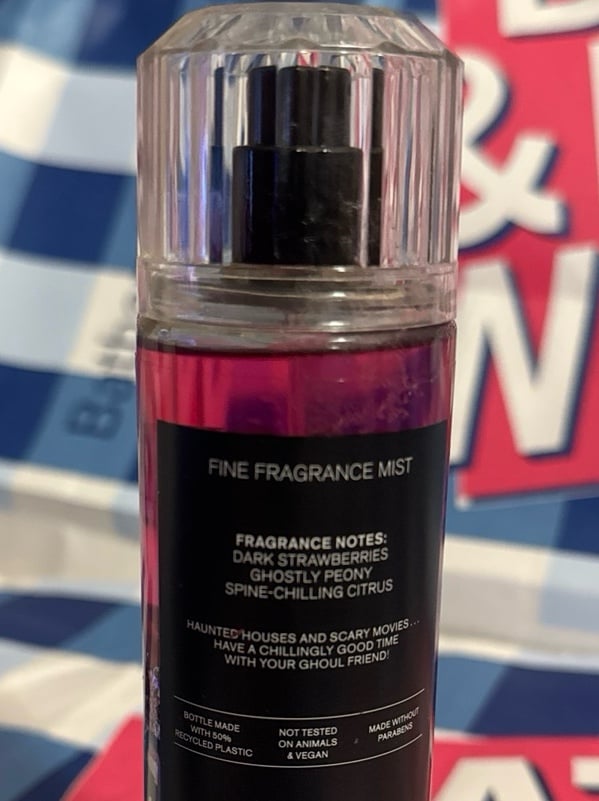 FINE FRAGRANCE MIST
FRAGRANCE NOTES:
DARK STRAWBERRIES
GHOSTLY PEONY
SPINE-CHILLING CITRUS
HAUNTED HOUSES AND SCARY MOVIES...
HAVE A CHILLINGLY GOOD TIME
WITH YOUR GHOUL FRIEND!
BOTTLE MADE
WITH 50%
RECYCLED PLASTIC
NOT TESTED
ON ANIMALS
& VEGAN
MADE WITHOUT
PARABENS
&